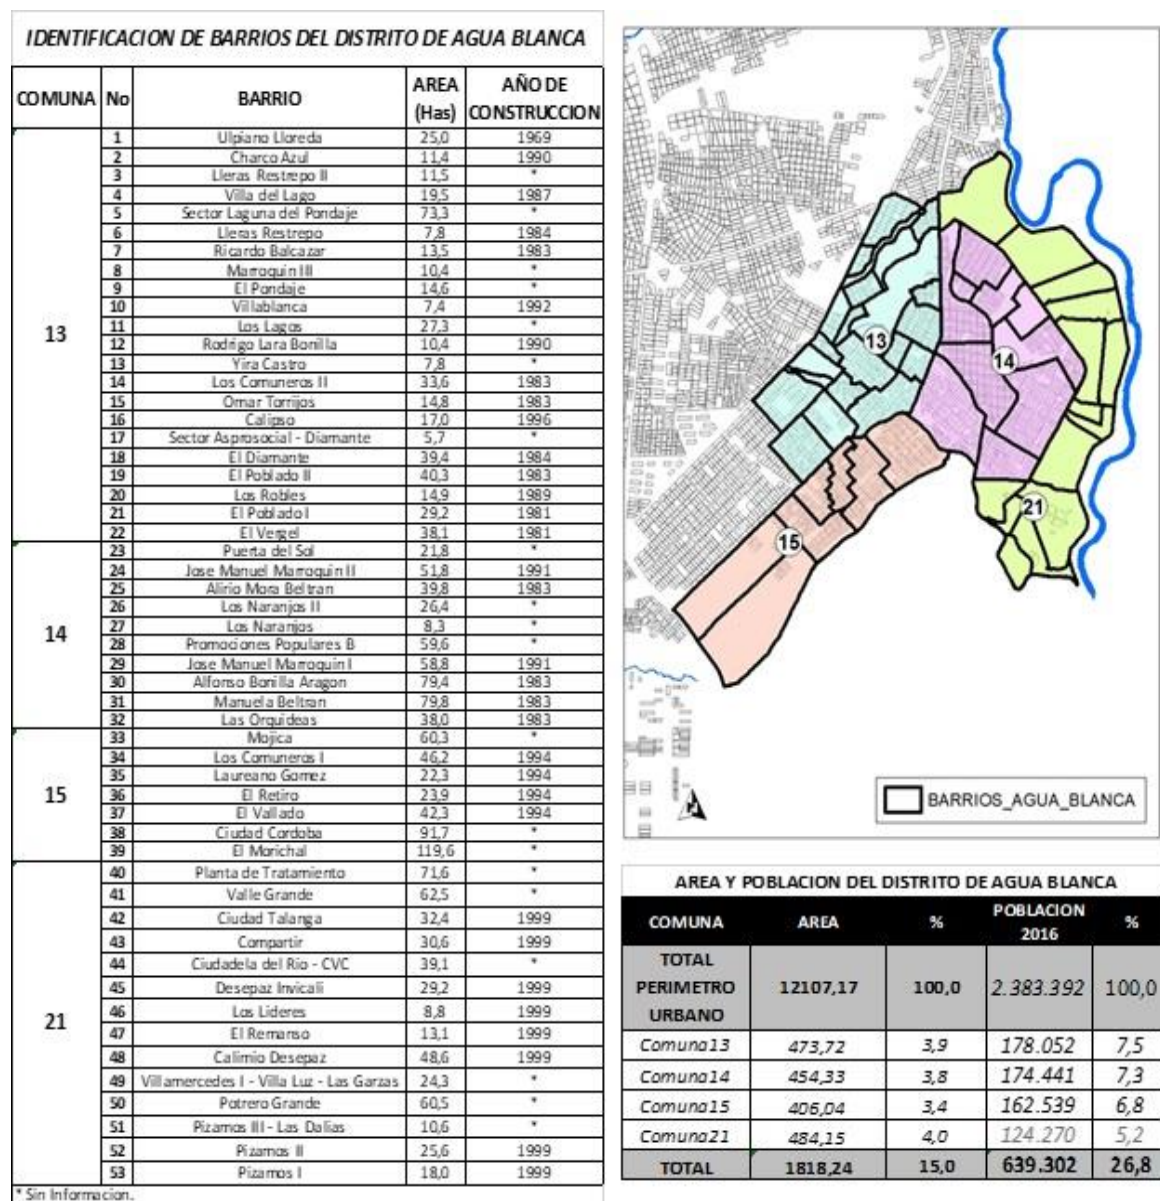 IDENTIFICACION DE BARRIOS DEL DISTRITO DE AGUA BLANCA
COMUNA No BARRIO AREA (Has) AÑO DE CONSTRUCCION
13
1 Ulpiano Lloreda 25,0 1969
2 Charco Azul 11,4 1990
3 Lleras Restrepo II 11,5 *
4 Villa del Lago 19,5 1987
5 Sector Laguna del Pondaje 73,3 *
6 Lleras Restrepo 7,8 1984
7 Ricardo Balcazar 13,5 1983
8 Marroquin III 10,4 *
9 El Pondaje 14,6 *
10 Villablanca 7,4 1992
11 Los Lagos 27,3 *
12 Rodrigo Lara Bonilla 10,4 1990
13 Yira Castro 7,8 *
14 Los Comuneros II 33,6 1983
15 Omar Torrijos 14,8 1983
16 Calipso 17,0 1996
17 Sector Asprosocial - Diamante 5,7 *
18 El Diamante 39,4 1984
19 El Poblado II 40,3 1983
20 Los Robles 14,9 1989
21 El Poblado I 29,2 1981
22 El Vergel 38,1 1981
14
23 Puerta del Sol 21,8 *
24 Jose Manuel Marroquin II 51,8 1991
25 Alirio Mora Beltran 39,8 1983
26 Los Naranjos II 26,4 *
27 Los Naranjos 8,3 *
28 Promociones Populares B 59,6 *
29 Jose Manuel Marroquin I 58,8 1991
30 Alfonso Bonilla Aragon 79,4 1983
31 Manuela Beltran 79,8 1983
32 Las Orquideas 38,0 1983
15
33 Mojica 60,3 *
34 Los Comuneros I 46,2 1994
35 Laureano Gomez 22,3 1994
36 El Retiro 23,9 1994
37 El Vallado 42,3 1994
38 Ciudad Cordoba 91,7 *
39 El Morichal 119,6 *
21
40 Planta de Tratamiento 71,6 *
41 Valle Grande 62,5 *
42 Ciudad Talanga 32,4 1999
43 Compartir 30,6 1999
44 Ciudadela del Rio - CVC 39,1 *
45 Desepaz Invicali 29,2 1999
46 Los Lideres 8,8 1999
47 El Remanso 13,1 1999
48 Calimio Desepaz 48,6 1999
49 Villamercedes I - Villa Luz - Las Garzas 24,3 *
50 Potrero Grande 60,5 *
51 Pizamos III - Las Dalias 10,6 *
52 Pizamos II 25,6 1999
53 Pizamos I 18,0 1999
* Sin Informacion.
13
14
21
15
BARRIOS_AGUA_BLANCA
AREA Y POBLACION DEL DISTRITO DE AGUA BLANCA
COMUNA AREA % POBLACION 2016 %
TOTAL PERIMETRO URBANO 12107,17 100,0 2.383.392 100,0
Comuna13 473,72 3,9 178.052 7,5
Comuna14 454,33 3,8 174.441 7,3
Comuna15 406,04 3,4 162.539 6,8
Comuna21 484,15 4,0 124.270 5,2
TOTAL 1818,24 15,0 639.302 26,8